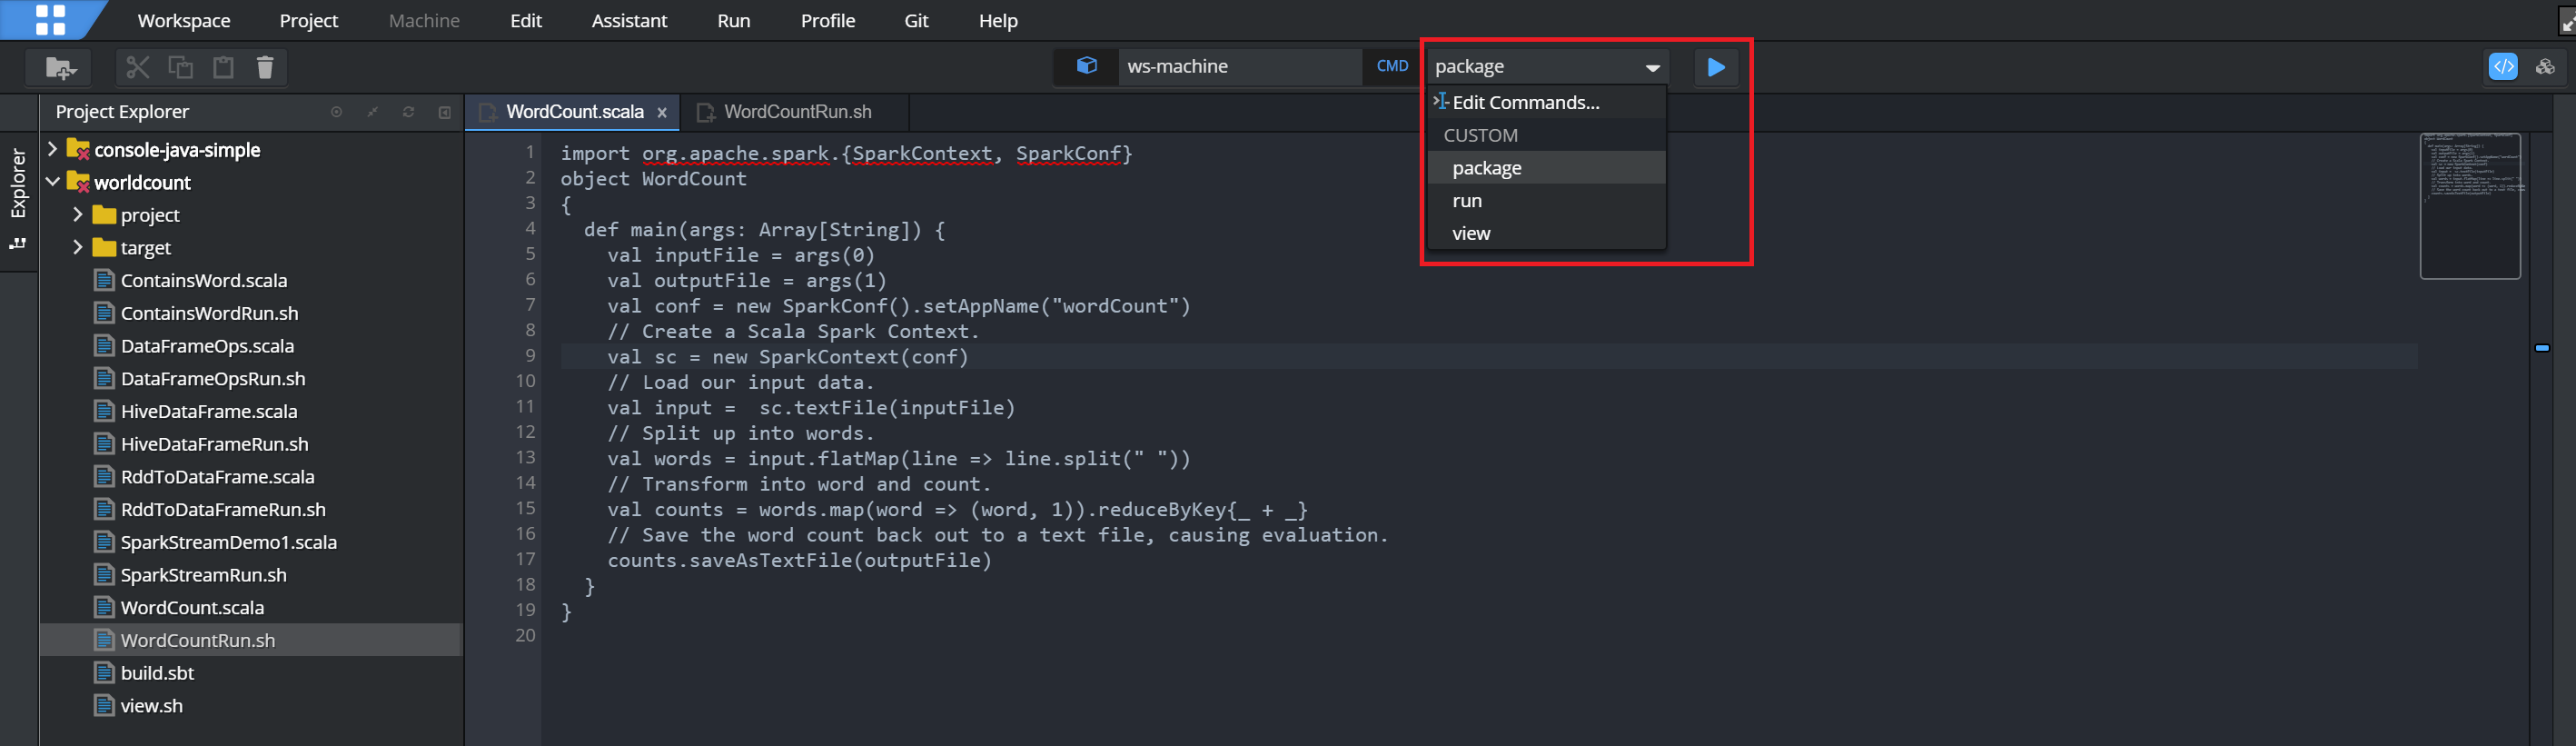 Workspace Project Machine Edit Assistant Run Profile Git Help
ws-machine CMD package
Edit Commands...
CUSTOM
package
run
view
Explorer
Project Explorer
console-java-simple
worldcount
project
target
ContainsWord.scala
ContainsWordRun.sh
DataFrameOps.scala
DataFrameOpsRun.sh
HiveDataFrame.scala
HiveDataFrameRun.sh
RddToDataFrame.scala
RddToDataFrameRun.sh
SparkStreamDemo1.scala
SparkStreamRun.sh
WordCount.scala
WordCountRun.sh
build.sbt
view.sh
WordCount.scala x WordCountRun.sh
1 import org.apache.spark.{SparkContext, SparkConf}
2 object WordCount
3 {
4 def main(args: Array[String]) {
5 val inputFile = args(0)
6 val outputFile = args(1)
7 val conf = new SparkConf().setAppName("wordCount")
8 // Create a Scala Spark Context.
9 val sc = new SparkContext(conf)
10 // Load our input data.
11 val input =  sc.textFile(inputFile)
12 // Split up into words.
13 val words = input.flatMap(line => line.split(" "))
14 // Transform into word and count.
15 val counts = words.map(word => (word, 1)).reduceByKey{_ + _}
16 // Save the word count back out to a text file, causing evaluation.
17 counts.saveAsTextFile(outputFile)
18 }
19 }
20